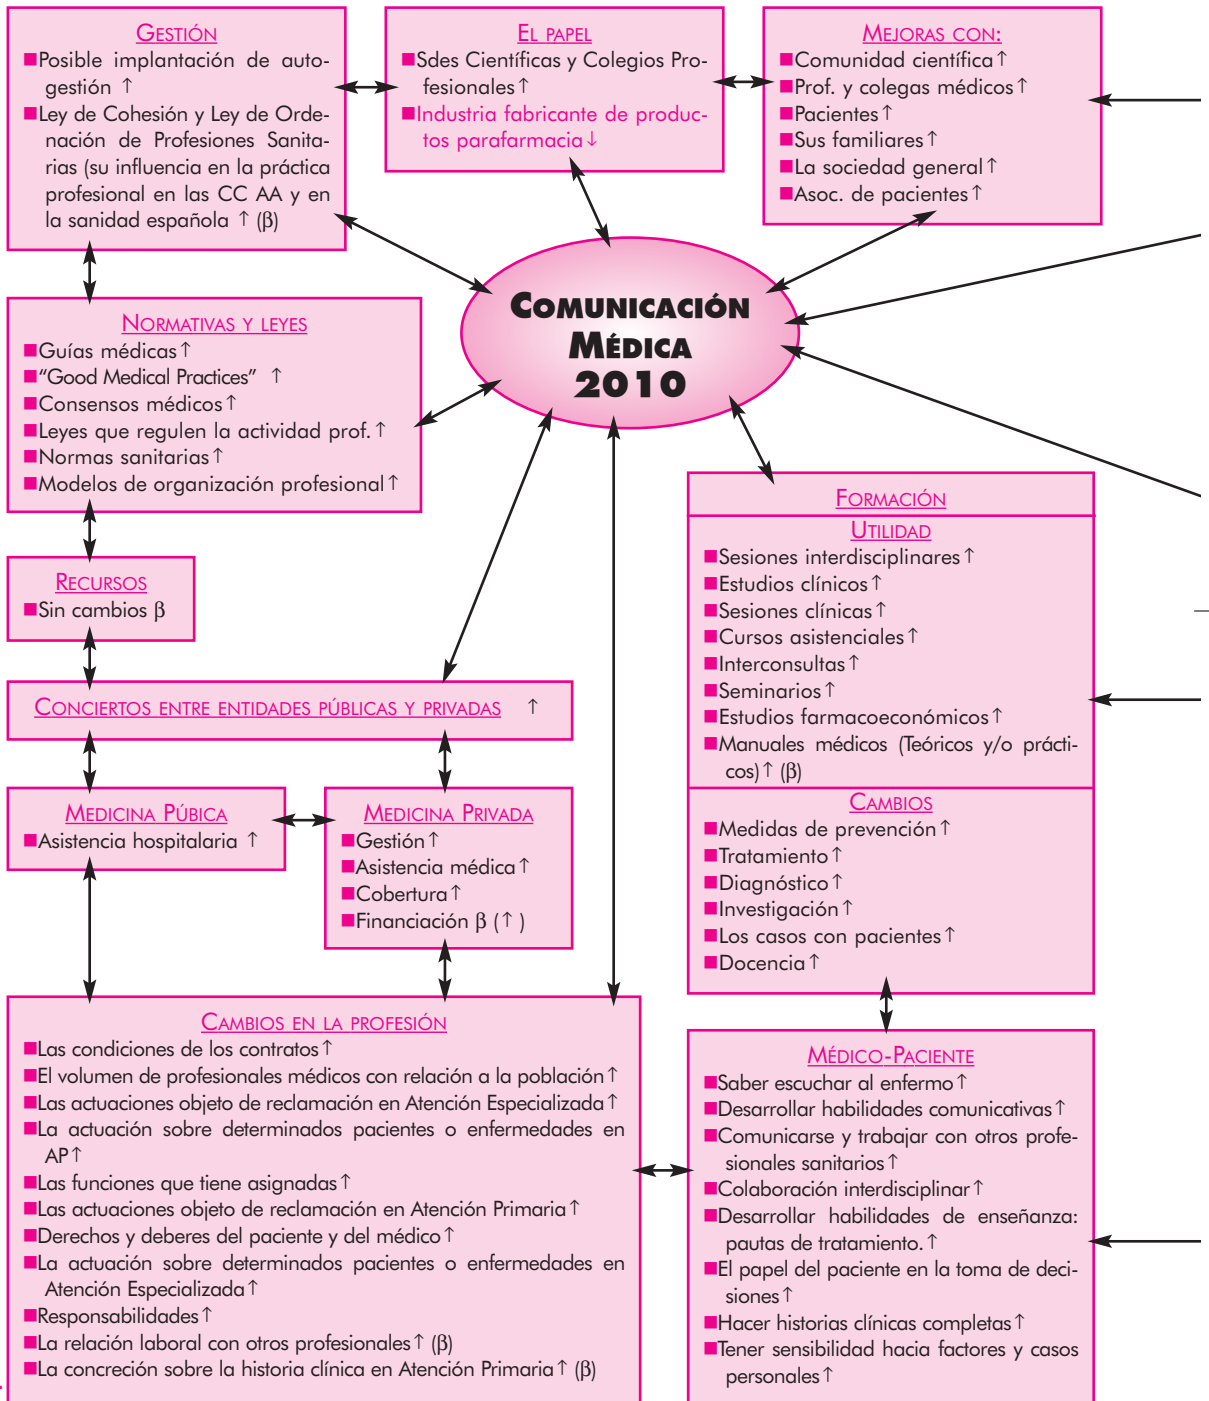 GESTIÓN
■Posible implantación de auto-
gestión ↑
■Ley de Cohesión y Ley de Orde-
nación de Profesiones Sanita-
rias (su influencia en la práctica
profesional en las CC AA y en
la sanidad española ↑ (β)
EL PAPEL
■Sdes Científicas y Colegios Pro-
fesionales↑
■Industria fabricante de produc-
tos parafarmacia↓
MEJORAS CON:
■Comunidad científica↑
■Prof. y colegas médicos↑
■Pacientes↑
■Sus familiares↑
■La sociedad general↑
■Asoc. de pacientes↑
COMUNICACIÓN
MÉDICA
2010
NORMATIVAS Y LEYES
■Guías médicas↑
■“Good Medical Practices” ↑
■Consensos médicos↑
■Leyes que regulen la actividad prof.↑
■Normas sanitarias↑
■Modelos de organización profesional↑
RECURSOS
■Sin cambios β
CONCIERTOS ENTRE ENTIDADES PÚBLICAS Y PRIVADAS ↑
MEDICINA PÚBICA
■Asistencia hospitalaria ↑
MEDICINA PRIVADA
■Gestión↑
■Asistencia médica↑
■Cobertura↑
■Financiación β (↑ )
FORMACIÓN
UTILIDAD
■Sesiones interdisciplinares↑
■Estudios clínicos↑
■Sesiones clínicas↑
■Cursos asistenciales↑
■Interconsultas↑
■Seminarios↑
■Estudios farmacoeconómicos↑
■Manuales médicos (Teóricos y/o prácti-
cos)↑ (β)
CAMBIOS
■Medidas de prevención↑
■Tratamiento↑
■Diagnóstico↑
■Investigación↑
■Los casos con pacientes↑
■Docencia↑
CAMBIOS EN LA PROFESIÓN
■Las condiciones de los contratos↑
■El volumen de profesionales médicos con relación a la población↑
■Las actuaciones objeto de reclamación en Atención Especializada↑
■La actuación sobre determinados pacientes o enfermedades en
AP↑
■Las funciones que tiene asignadas↑
■Las actuaciones objeto de reclamación en Atención Primaria↑
■Derechos y deberes del paciente y del médico↑
■La actuación sobre determinados pacientes o enfermedades en
Atención Especializada↑
■Responsabilidades↑
■La relación laboral con otros profesionales↑ (β)
■La concreción sobre la historia clínica en Atención Primaria↑ (β)
MÉDICO-PACIENTE
■Saber escuchar al enfermo↑
■Desarrollar habilidades comunicativas↑
■Comunicarse y trabajar con otros profe-
sionales sanitarios↑
■Colaboración interdisciplinar↑
■Desarrollar habilidades de enseñanza:
pautas de tratamiento.↑
■El papel del paciente en la toma de deci-
siones↑
■Hacer historias clínicas completas↑
■Tener sensibilidad hacia factores y casos
personales↑